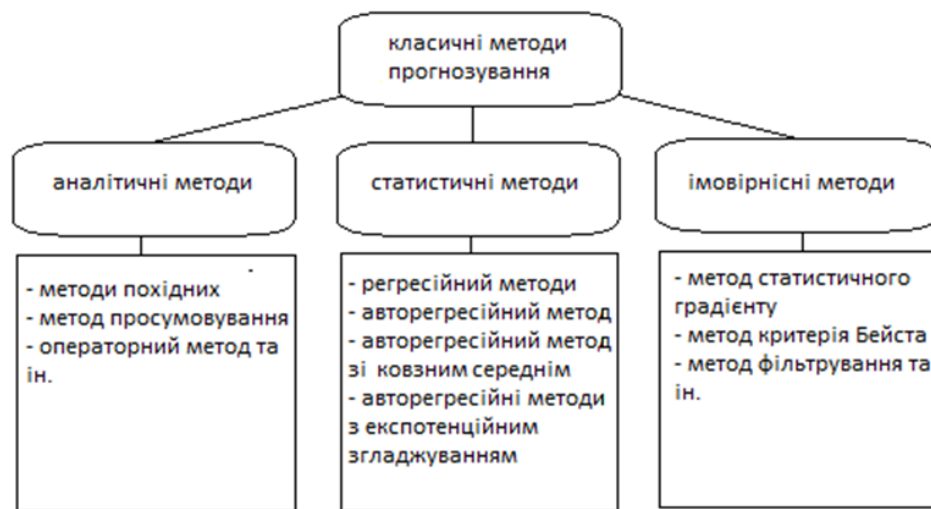 класичні методи
прогнозування
аналітичні методи
статистичні методи
імовірнісні методи
- методи похідних
- метод просумовування
- операторний метод та
ін.
- регресійний методи
- авторегресійний метод
- авторегресійний метод
зі ковзним середнім
- авторегресійні методи
з експотенційним
згладжуванням
- метод статистичного
градієнту
- метод критерія Бейста
- метод фільтрування та
ін.